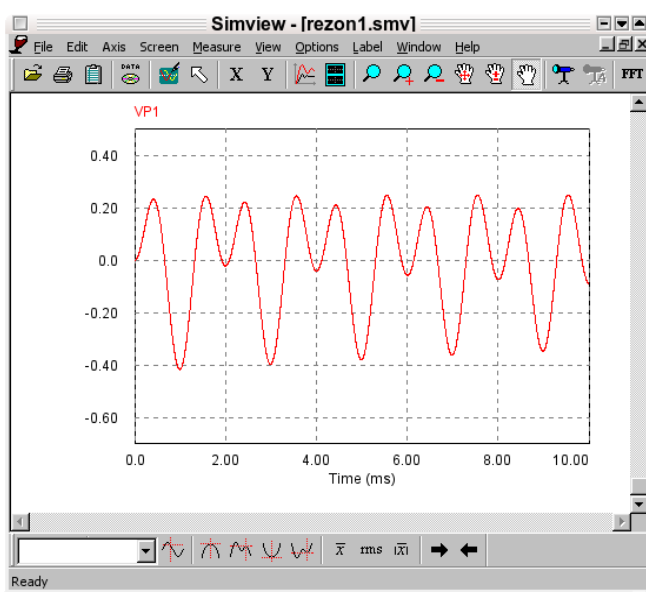 Simview - [rezon1.smv]
File Edit Axis Screen Measure View Options Label Window Help
DATA X Y FFT
VP1
0.40
0.20
0.0
-0.20
-0.40
-0.60
0.0 2.00 4.00 6.00 8.00 10.00
Time (ms)
x rms |x|
Ready